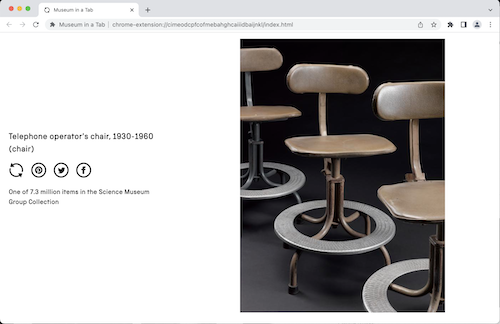 Museum in a Tab
Museum in a Tab | chrome-extension://cimeodcpfcofmebahghcaiidbaijnkl/index.html
Telephone operator's chair, 1930-1960
(chair)
One of 7.3 million items in the Science Museum
Group Collection